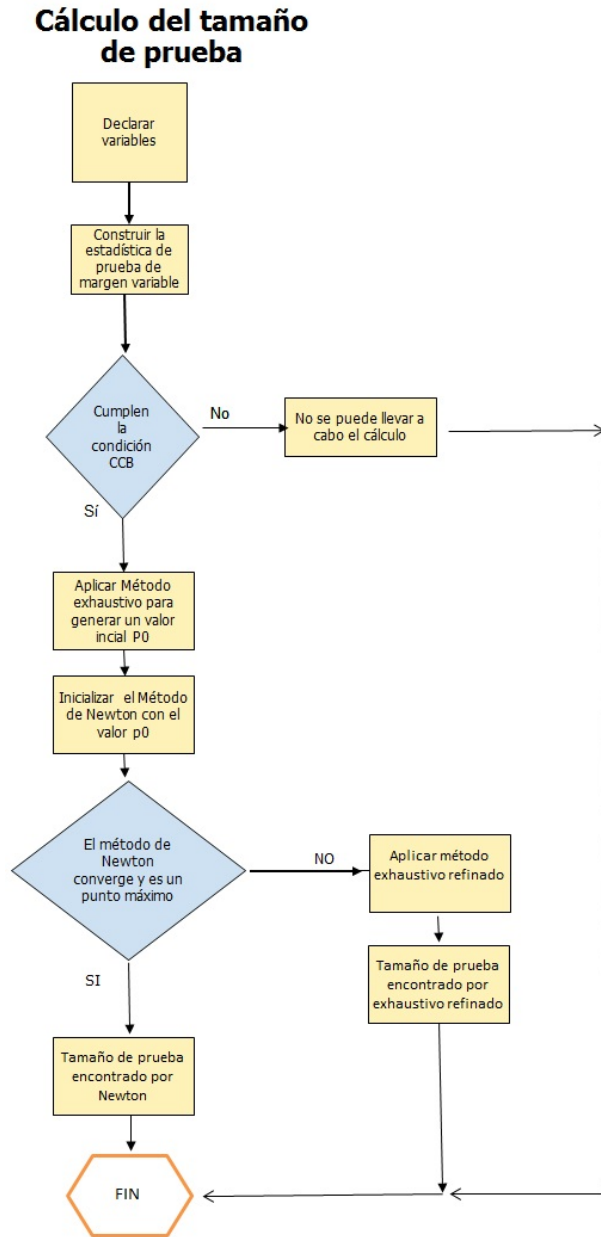 Cálculo del tamaño
de prueba
Declarar
variables
Construir la
estadística de
prueba de
margen variable
Cumplen
la
condición
CCB
No
No se puede llevar a
cabo el cálculo
Sí
Aplicar Método
exhaustivo para
generar un valor
incial P0
Inicializar el Método
de Newton con el
valor p0
El método de
Newton
converge y es un
punto máximo
NO
Aplicar método
exhaustivo refinado
SI
Tamaño de prueba
encontrado por
exhaustivo refinado
Tamaño de prueba
encontrado por
Newton
FIN